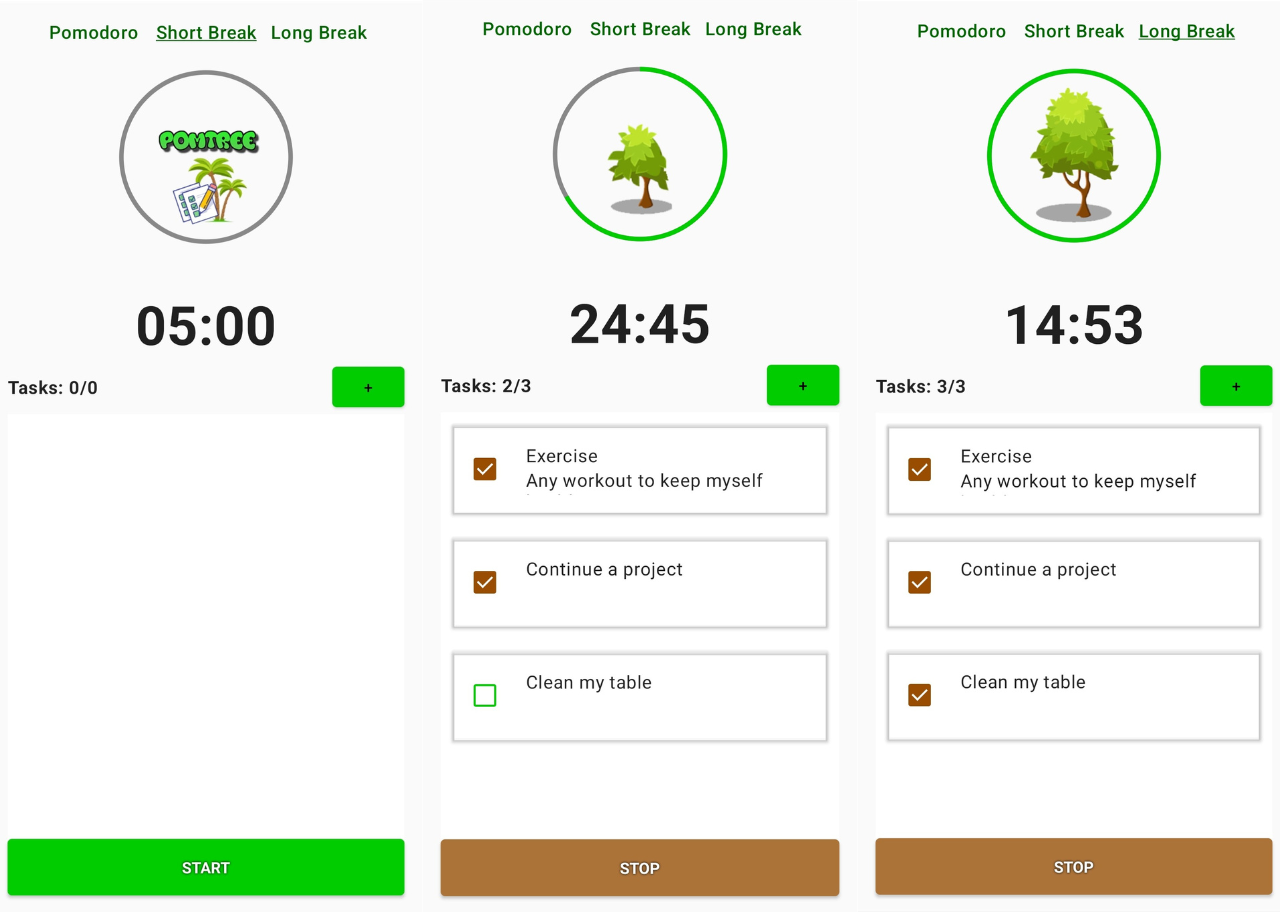 Pomodoro Short Break Long Break
POMTREE
05:00
Tasks: 0/0 +
START
Pomodoro Short Break Long Break
24:45
Tasks: 2/3 +
Exercise
Any workout to keep myself
Continue a project
Clean my table
STOP
Pomodoro Short Break Long Break
14:53
Tasks: 3/3 +
Exercise
Any workout to keep myself
Continue a project
Clean my table
STOP